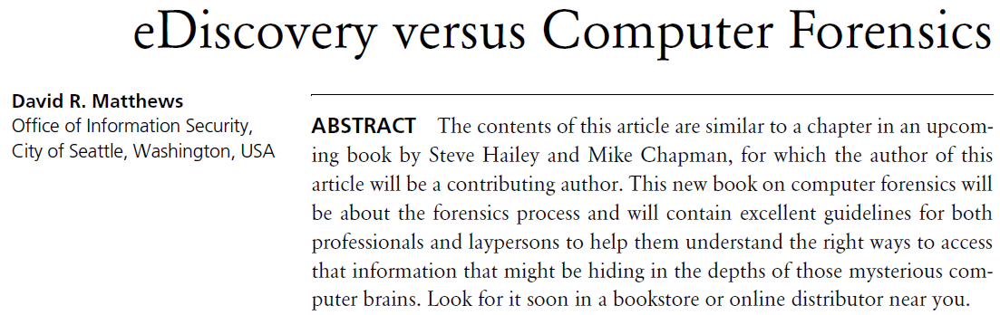 eDiscovery versus Computer Forensics
David R. Matthews
Office of Information Security,
City of Seattle, Washington, USA
ABSTRACT The contents of this article are similar to a chapter in an upcom-
ing book by Steve Hailey and Mike Chapman, for which the author of this
article will be a contributing author. This new book on computer forensics will
be about the forensics process and will contain excellent guidelines for both
professionals and laypersons to help them understand the right ways to access
that information that might be hiding in the depths of those mysterious com-
puter brains. Look for it soon in a bookstore or online distributor near you.